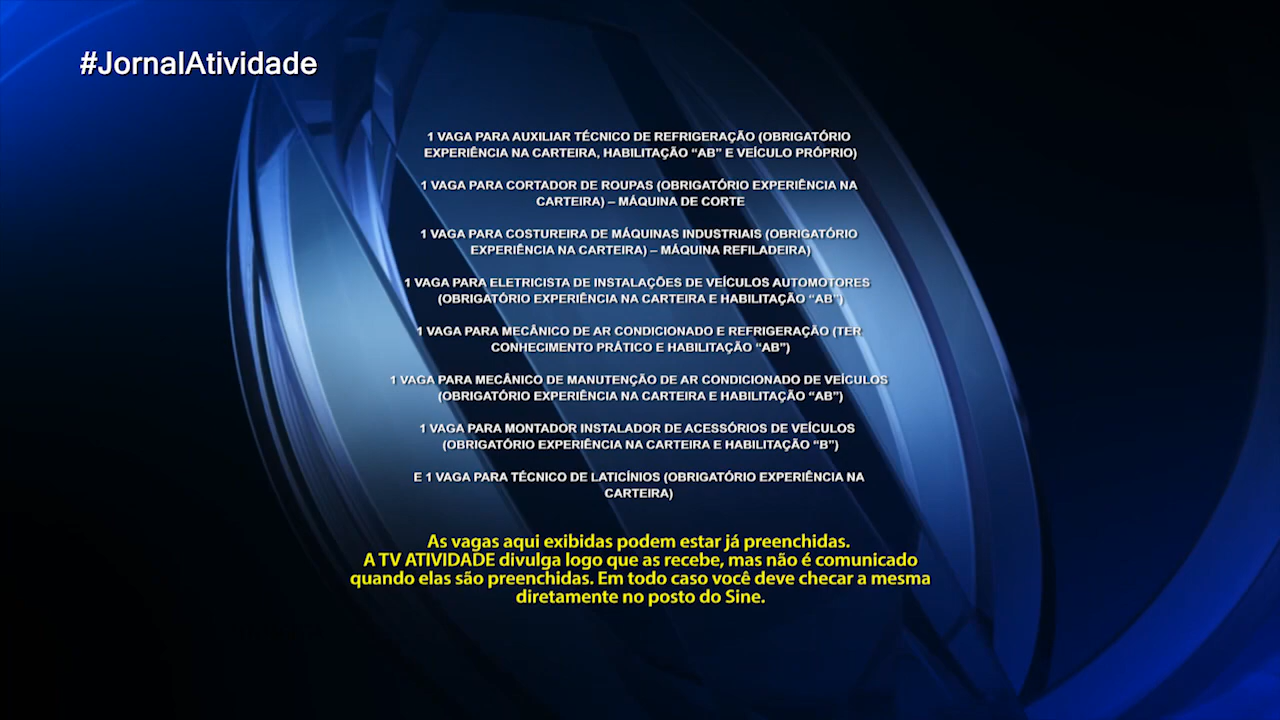 #JornalAtividade
1 VAGA PARA AUXILIAR TÉCNICO DE REFRIGERAÇÃO (OBRIGATÓRIO
EXPERIÊNCIA NA CARTEIRA, HABILITAÇÃO “AB” E VEÍCULO PRÓPRIO)
1 VAGA PARA CORTADOR DE ROUPAS (OBRIGATÓRIO EXPERIÊNCIA NA
CARTEIRA) – MÁQUINA DE CORTE
1 VAGA PARA COSTUREIRA DE MÁQUINAS INDUSTRIAIS (OBRIGATÓRIO
EXPERIÊNCIA NA CARTEIRA) – MÁQUINA REFILADEIRA)
1 VAGA PARA ELETRICISTA DE INSTALAÇÕES DE VEÍCULOS AUTOMOTORES
(OBRIGATÓRIO EXPERIÊNCIA NA CARTEIRA E HABILITAÇÃO “AB”)
1 VAGA PARA MECÂNICO DE AR CONDICIONADO E REFRIGERAÇÃO (TER
CONHECIMENTO PRÁTICO E HABILITAÇÃO “AB”)
1 VAGA PARA MECÂNICO DE MANUTENÇÃO DE AR CONDICIONADO DE VEÍCULOS
(OBRIGATÓRIO EXPERIÊNCIA NA CARTEIRA E HABILITAÇÃO “AB”)
1 VAGA PARA MONTADOR INSTALADOR DE ACESSÓRIOS DE VEÍCULOS
(OBRIGATÓRIO EXPERIÊNCIA NA CARTEIRA E HABILITAÇÃO “B”)
E 1 VAGA PARA TÉCNICO DE LATICÍNIOS (OBRIGATÓRIO EXPERIÊNCIA NA
CARTEIRA)
As vagas aqui exibidas podem estar já preenchidas.
A TV ATIVIDADE divulga logo que as recebe, mas não é comunicado
quando elas são preenchidas. Em todo caso você deve checar a mesma
diretamente no posto do Sine.